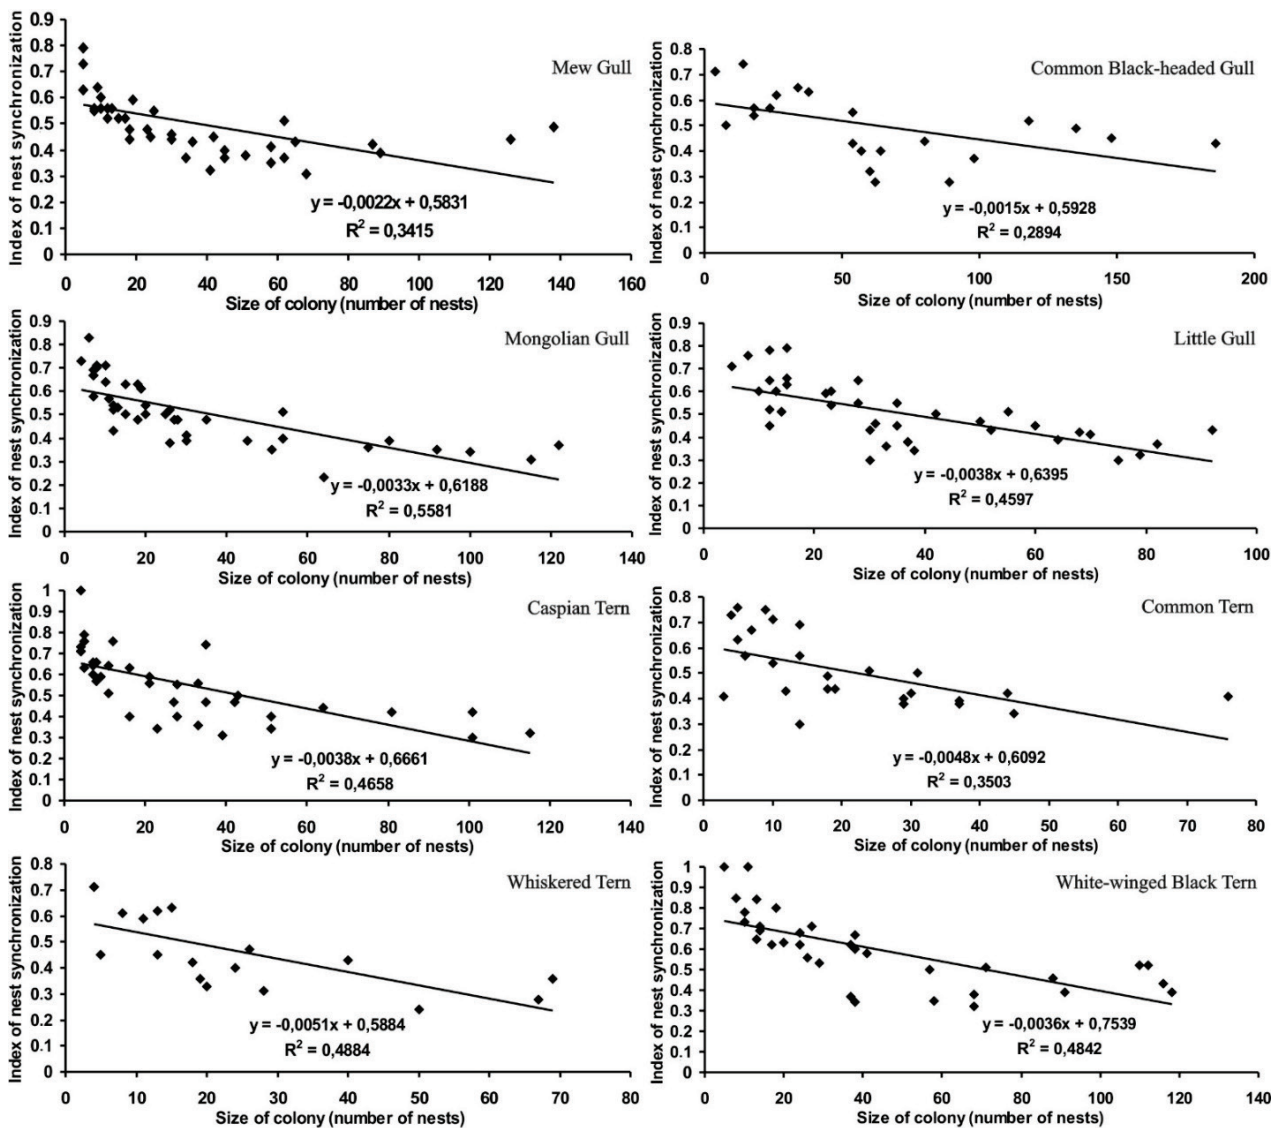 Index of nest synchronization
0.9
0.8
0.7
0.6
0.5
0.4
0.3
0.2
0.1
0
Mew Gull
y = -0,0022x + 0,5831
R² = 0,3415
0 20 40 60 80 100 120 140 160
Size of colony (number of nests)
Index of nest cynchronization
0.8
0.7
0.6
0.5
0.4
0.3
0.2
0.1
0
Common Black-headed Gull
y = -0,0015x + 0,5928
R² = 0,2894
0 50 100 150 200
Size of colony (number of nests)
Index of nest synchronization
0.9
0.8
0.7
0.6
0.5
0.4
0.3
0.2
0.1
0
Mongolian Gull
y = -0,0033x + 0,6188
R² = 0,5581
0 20 40 60 80 100 120 140
Size of colony (number of nests)
Index of nest synchronization
0.9
0.8
0.7
0.6
0.5
0.4
0.3
0.2
0.1
0
Little Gull
y = -0,0038x + 0,6395
R² = 0,4597
0 20 40 60 80 100
Size of colony (number of nests)
Index of nest synchronization
1
0.9
0.8
0.7
0.6
0.5
0.4
0.3
0.2
0.1
0
Caspian Tern
y = -0,0038x + 0,6661
R² = 0,4658
0 20 40 60 80 100 120 140
Size of colony (number of nests)
Index of nest synchronization
0.9
0.8
0.7
0.6
0.5
0.4
0.3
0.2
0.1
0
Common Tern
y = -0,0048x + 0,6092
R² = 0,3503
0 10 20 30 40 50 60 70 80
Size of colony (number of nests)
Index of nest synchronization
0.8
0.7
0.6
0.5
0.4
0.3
0.2
0.1
0
Whiskered Tern
y = -0,0051x + 0,5884
R² = 0,4884
0 10 20 30 40 50 60 70 80
Size of colony (number of nests)
Index of nest synchronization
1
0.9
0.8
0.7
0.6
0.5
0.4
0.3
0.2
0.1
0
White-winged Black Tern
y = -0,0036x + 0,7539
R² = 0,4842
0 20 40 60 80 100 120 140
Size of colony (number of nests)